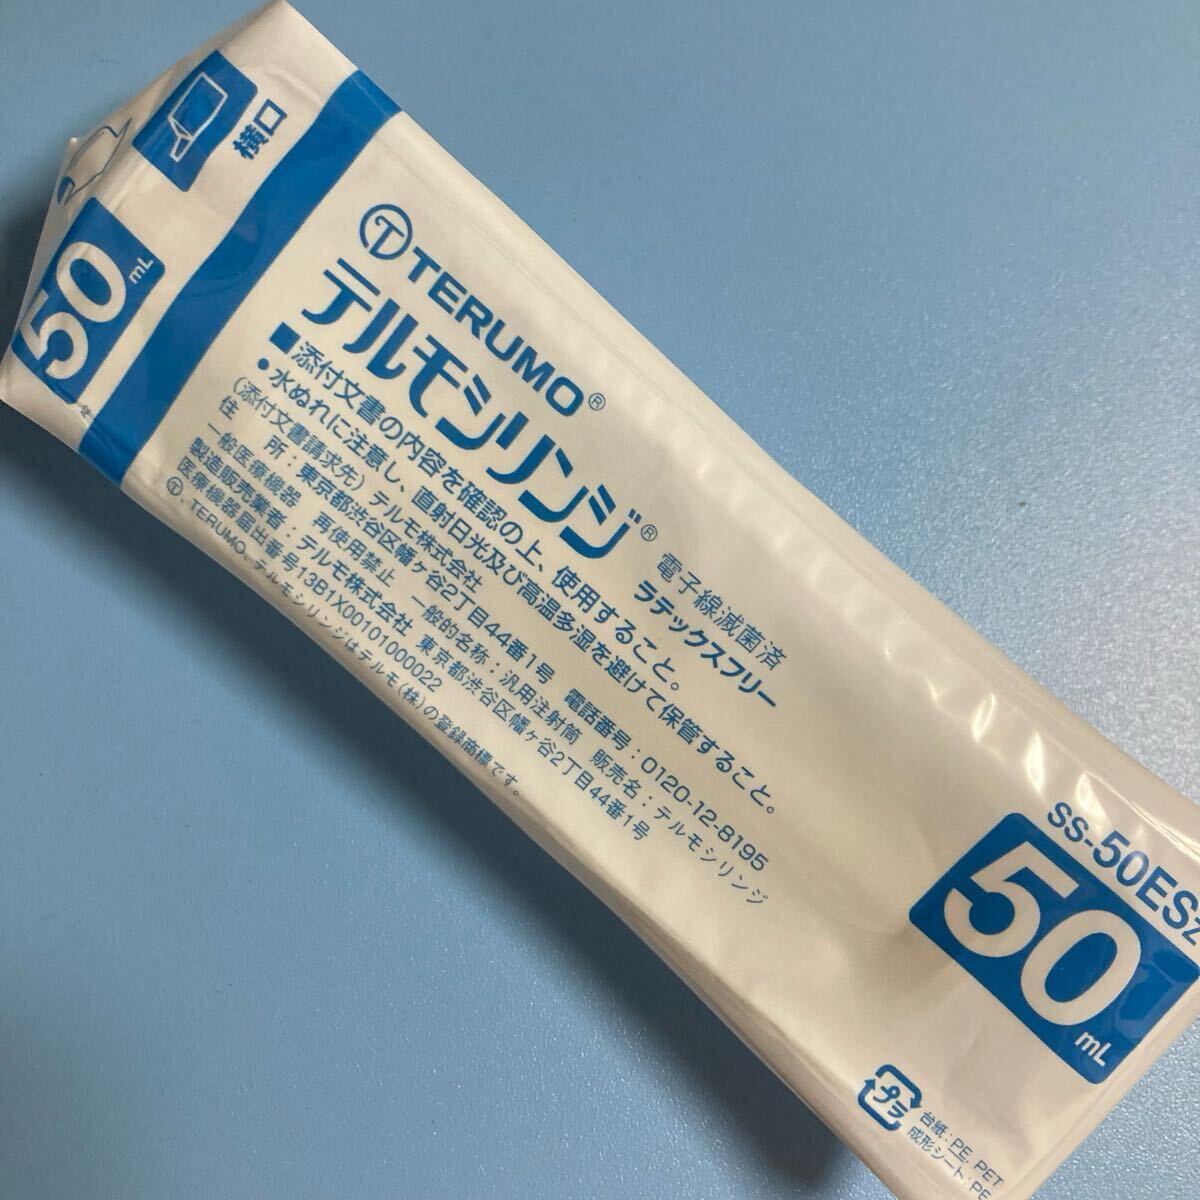 横口
50mL
TERUMO®
テルモシリンジ®
電子線滅菌済
ラテックスフリー
■添付文書の内容を確認の上、使用すること。
●水ぬれに注意し、直射日光及び高温多湿を避けて保管すること。
(添付文書請求先)テルモ株式会社
住 所：東京都渋谷区幡ヶ谷2丁目44番1号 電話番号：0120-12-8195
一般医療機器 再使用禁止 一般的名称：汎用注射筒 販売名：テルモシリンジ
製造販売業者：テルモ株式会社 東京都渋谷区幡ヶ谷2丁目44番1号
医療機器届出番号13B1X00101000022
Ⓣ、TERUMO、テルモシリンジはテルモ(株)の登録商標です。
SS-50ESz
50mL
プラ
台紙：PE, PET
成形シート：PE